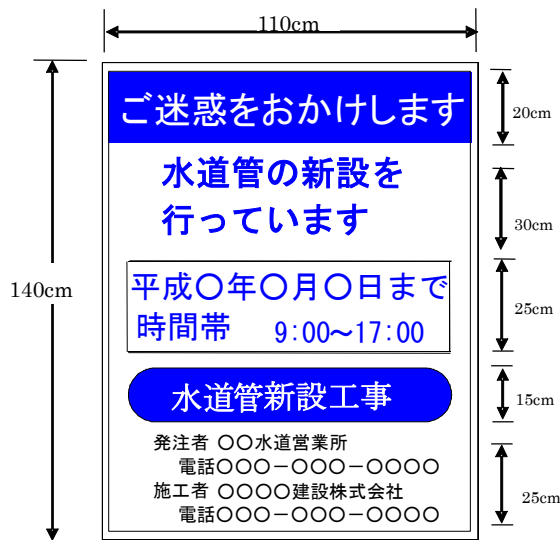 110cm
ご迷惑をおかけします
20cm
水道管の新設を
行っています
30cm
140cm
平成〇年〇月〇日まで
時間帯 9:00～17:00
25cm
水道管新設工事
15cm
発注者 〇〇水道営業所
電話〇〇〇－〇〇〇－〇〇〇〇
施工者 〇〇〇〇建設株式会社
電話〇〇〇－〇〇〇－〇〇〇〇
25cm